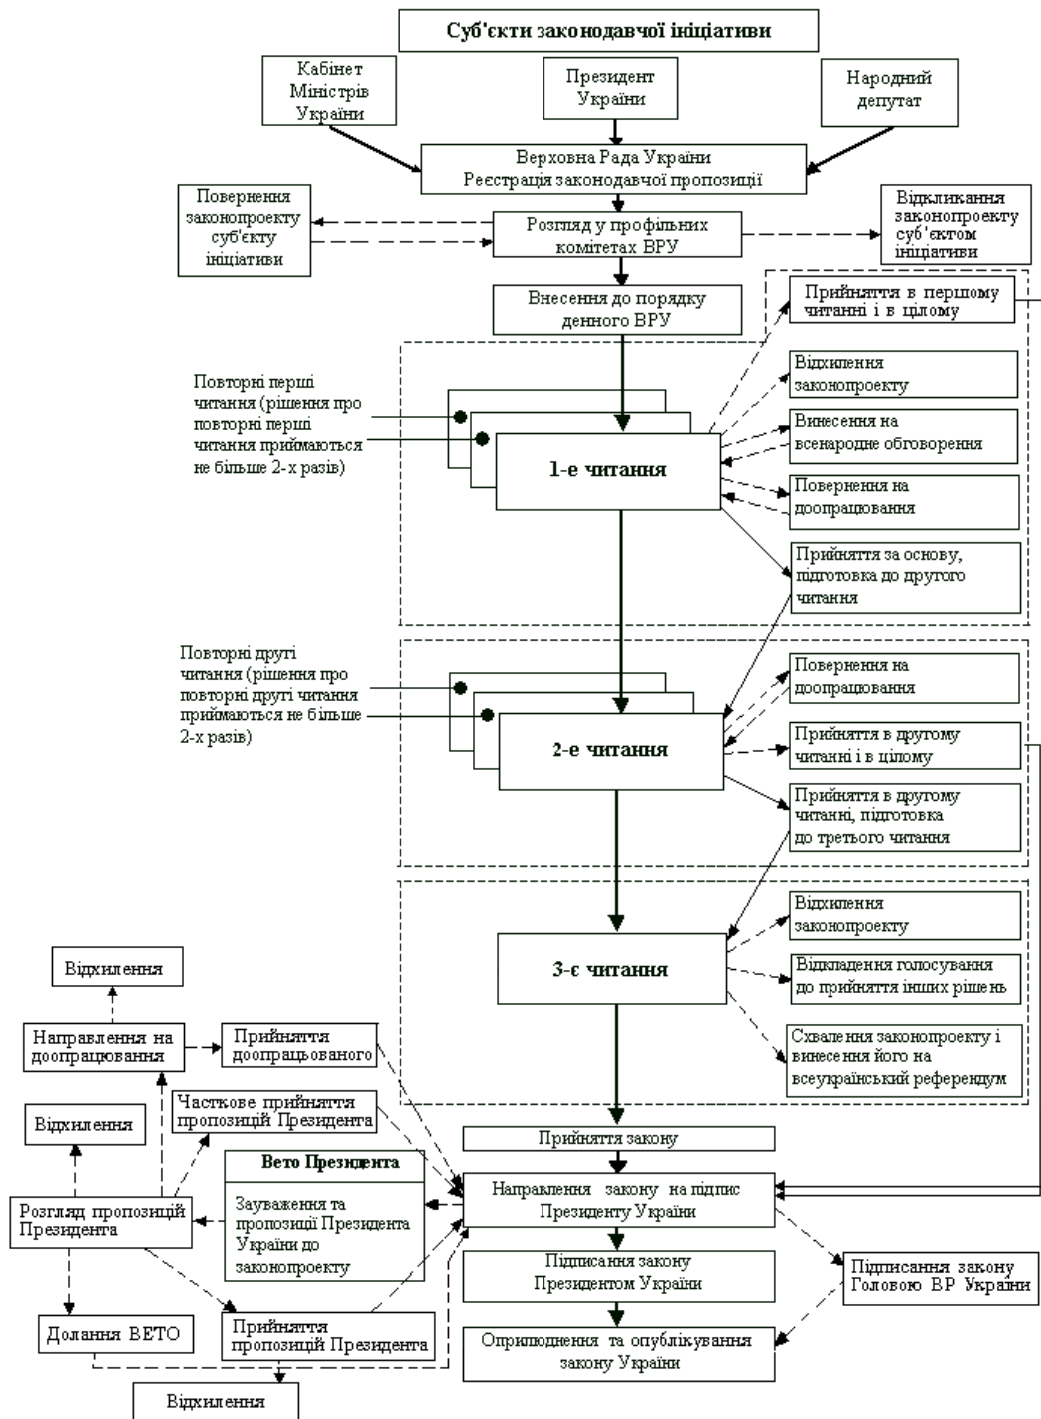 Суб'єкти законодавчої ініціативи
Кабінет
Міністрів
України
Президент
України
Народний
депутат
Верховна Рада України
Реєстрація законодавчої пропозиції
Повернення
законопроекту
суб'єкту
ініціативи
Розгляд у профільних
комітетах ВРУ
Відкликання
законопроекту
суб'єктом
ініціативи
Внесення до порядку
денного ВРУ
Прийняття в першому
читанні і в цілому
Відхилення
законопроекту
Повторні перші
читання (рішення про
повторні перші
читання приймаються
не більше 2-х разів)
Винесення на
всенародне обговорення
1-е читання
Повернення на
доопрацювання
Прийняття за основу,
підготовка до другого
читання
Повторні другі
читання (рішення про
повторні другі читання
приймаються не більше
2-х разів)
Повернення на
доопрацювання
2-е читання
Прийняття в другому
читанні і в цілому
Прийняття в другому
читанні, підготовка
до третього читання
Відхилення
законопроекту
3-є читання
Відкладення голосування
до прийняття інших рішень
Схвалення законопроекту і
винесення його на
всеукраїнський референдум
Відхилення
Направлення на
доопрацювання
Прийняття
доопрацьованого
Часткове прийняття
пропозицій Президента
Відхилення
Прийняття закону
Вето Президента
Зауваження та
пропозиції Президента
України до
законопроекту
Направлення закону на підпис
Президенту України
Розгляд пропозицій
Президента
Підписання закону
Президентом України
Підписання закону
Головою ВР України
Долання ВЕТО
Прийняття
пропозицій Президента
Оприлюднення та опублікування
закону України
Відхилення